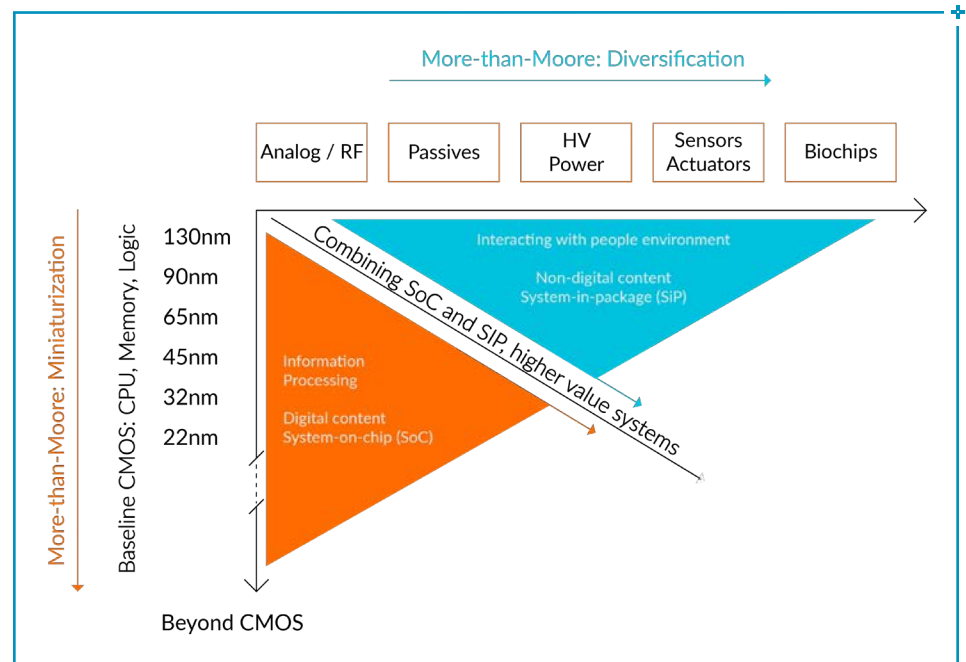 More-than-Moore: Diversification
Analog / RF
Passives
HV
Power
Sensors
Actuators
Biochips
More-than-Moore: Miniaturization
Baseline CMOS: CPU, Memory, Logic
130nm
90nm
65nm
45nm
32nm
22nm
Combining SoC and SIP, higher value systems
Interacting with people environment
Non-digital content
System-in-package (SiP)
Information
Processing
Digital content
System-on-chip (SoC)
Beyond CMOS